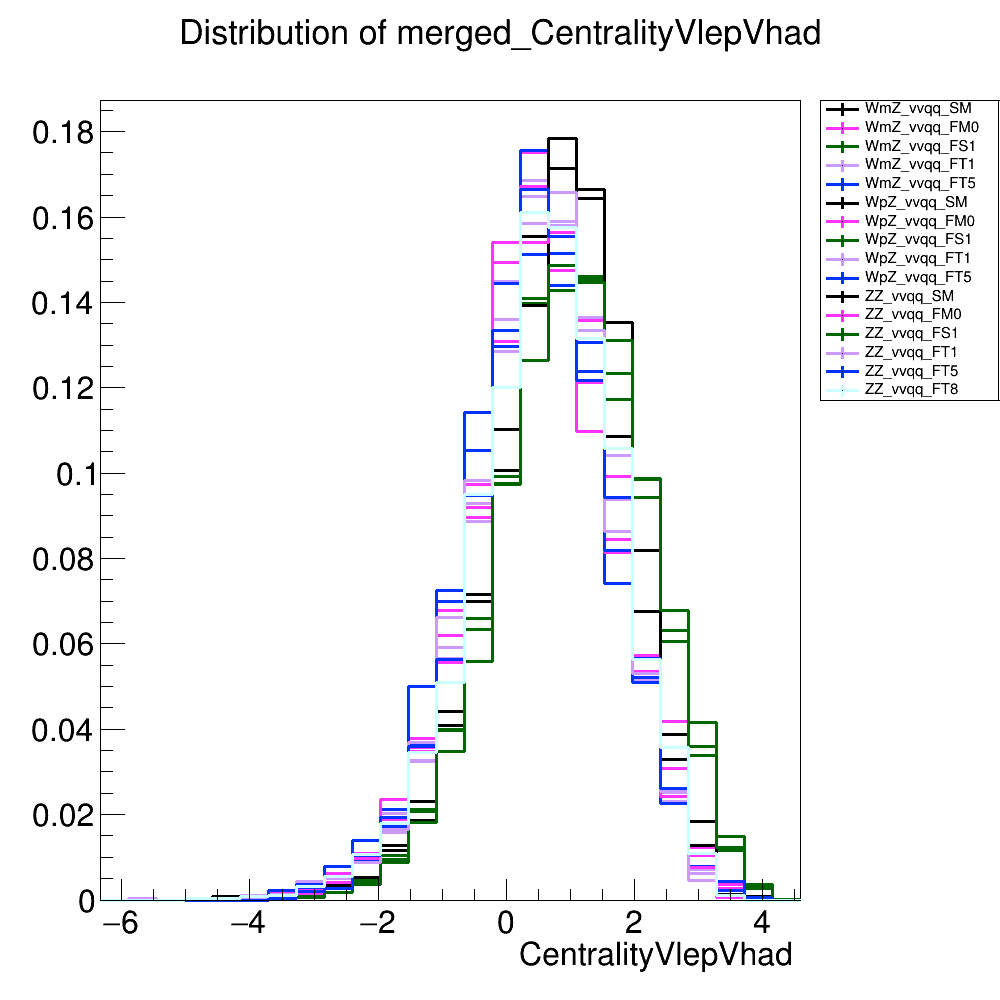 Distribution of merged_CentralityVlepVhad
WmZ_vvqq_SM
WmZ_vvqq_FM0
WmZ_vvqq_FS1
WmZ_vvqq_FT1
WmZ_vvqq_FT5
WpZ_vvqq_SM
WpZ_vvqq_FM0
WpZ_vvqq_FS1
WpZ_vvqq_FT1
WpZ_vvqq_FT5
ZZ_vvqq_SM
ZZ_vvqq_FM0
ZZ_vvqq_FS1
ZZ_vvqq_FT1
ZZ_vvqq_FT5
ZZ_vvqq_FT8
0.18
0.16
0.14
0.12
0.1
0.08
0.06
0.04
0.02
0
−6 −4 −2 0 2 4
CentralityVlepVhad